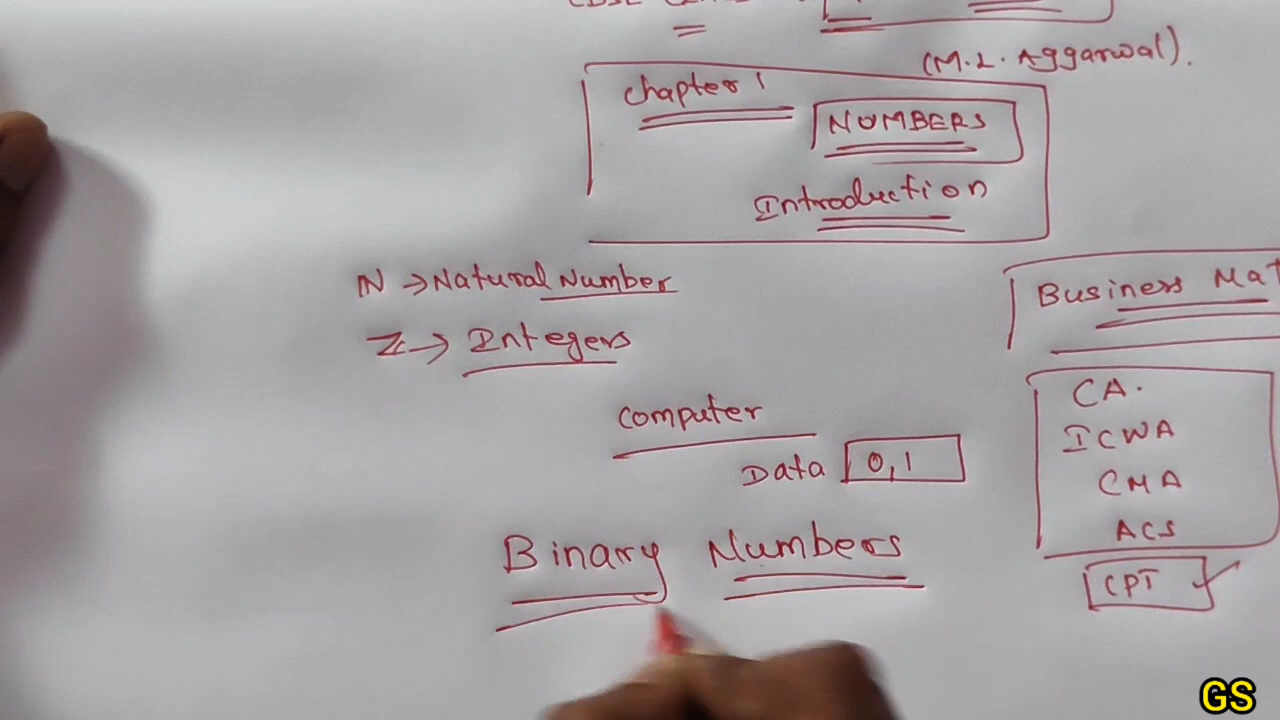 (M.L. Aggarwal).
Chapter 1
NUMBERS
Introduction
N → Natural Number
Z → Integers
Business
CA.
ICWA
CMA
ACS
CPT
Computer
Data 0,1
Binary Numbers
GS